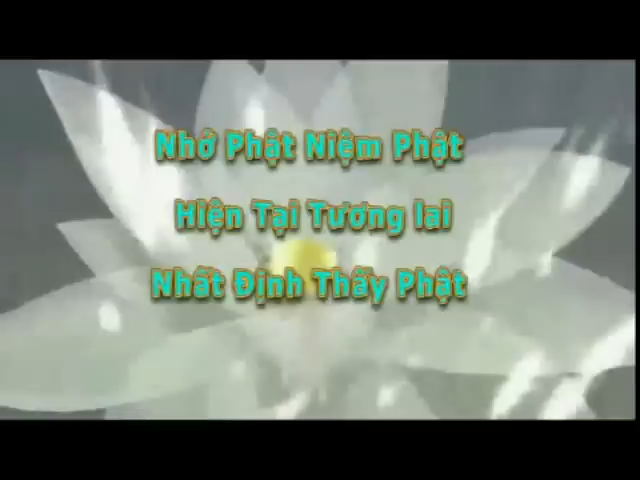 Nhớ Phật Niệm Phật
Hiện Tại Tương lai
Nhất Định Thấy Phật